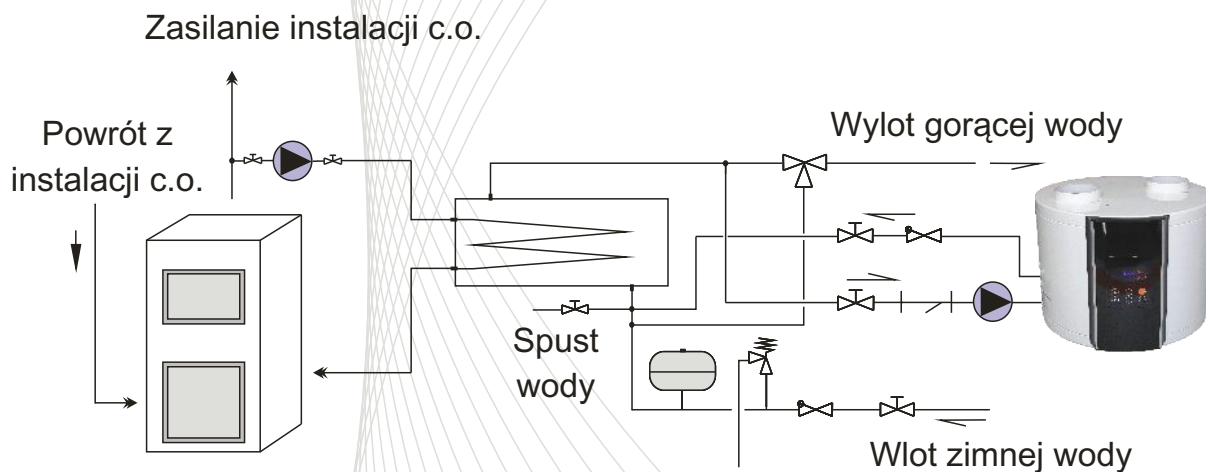 Zasilanie instalacji c.o.
Powrót z
instalacji c.o.
Wylot gorącej wody
Spust
wody
Wlot zimnej wody